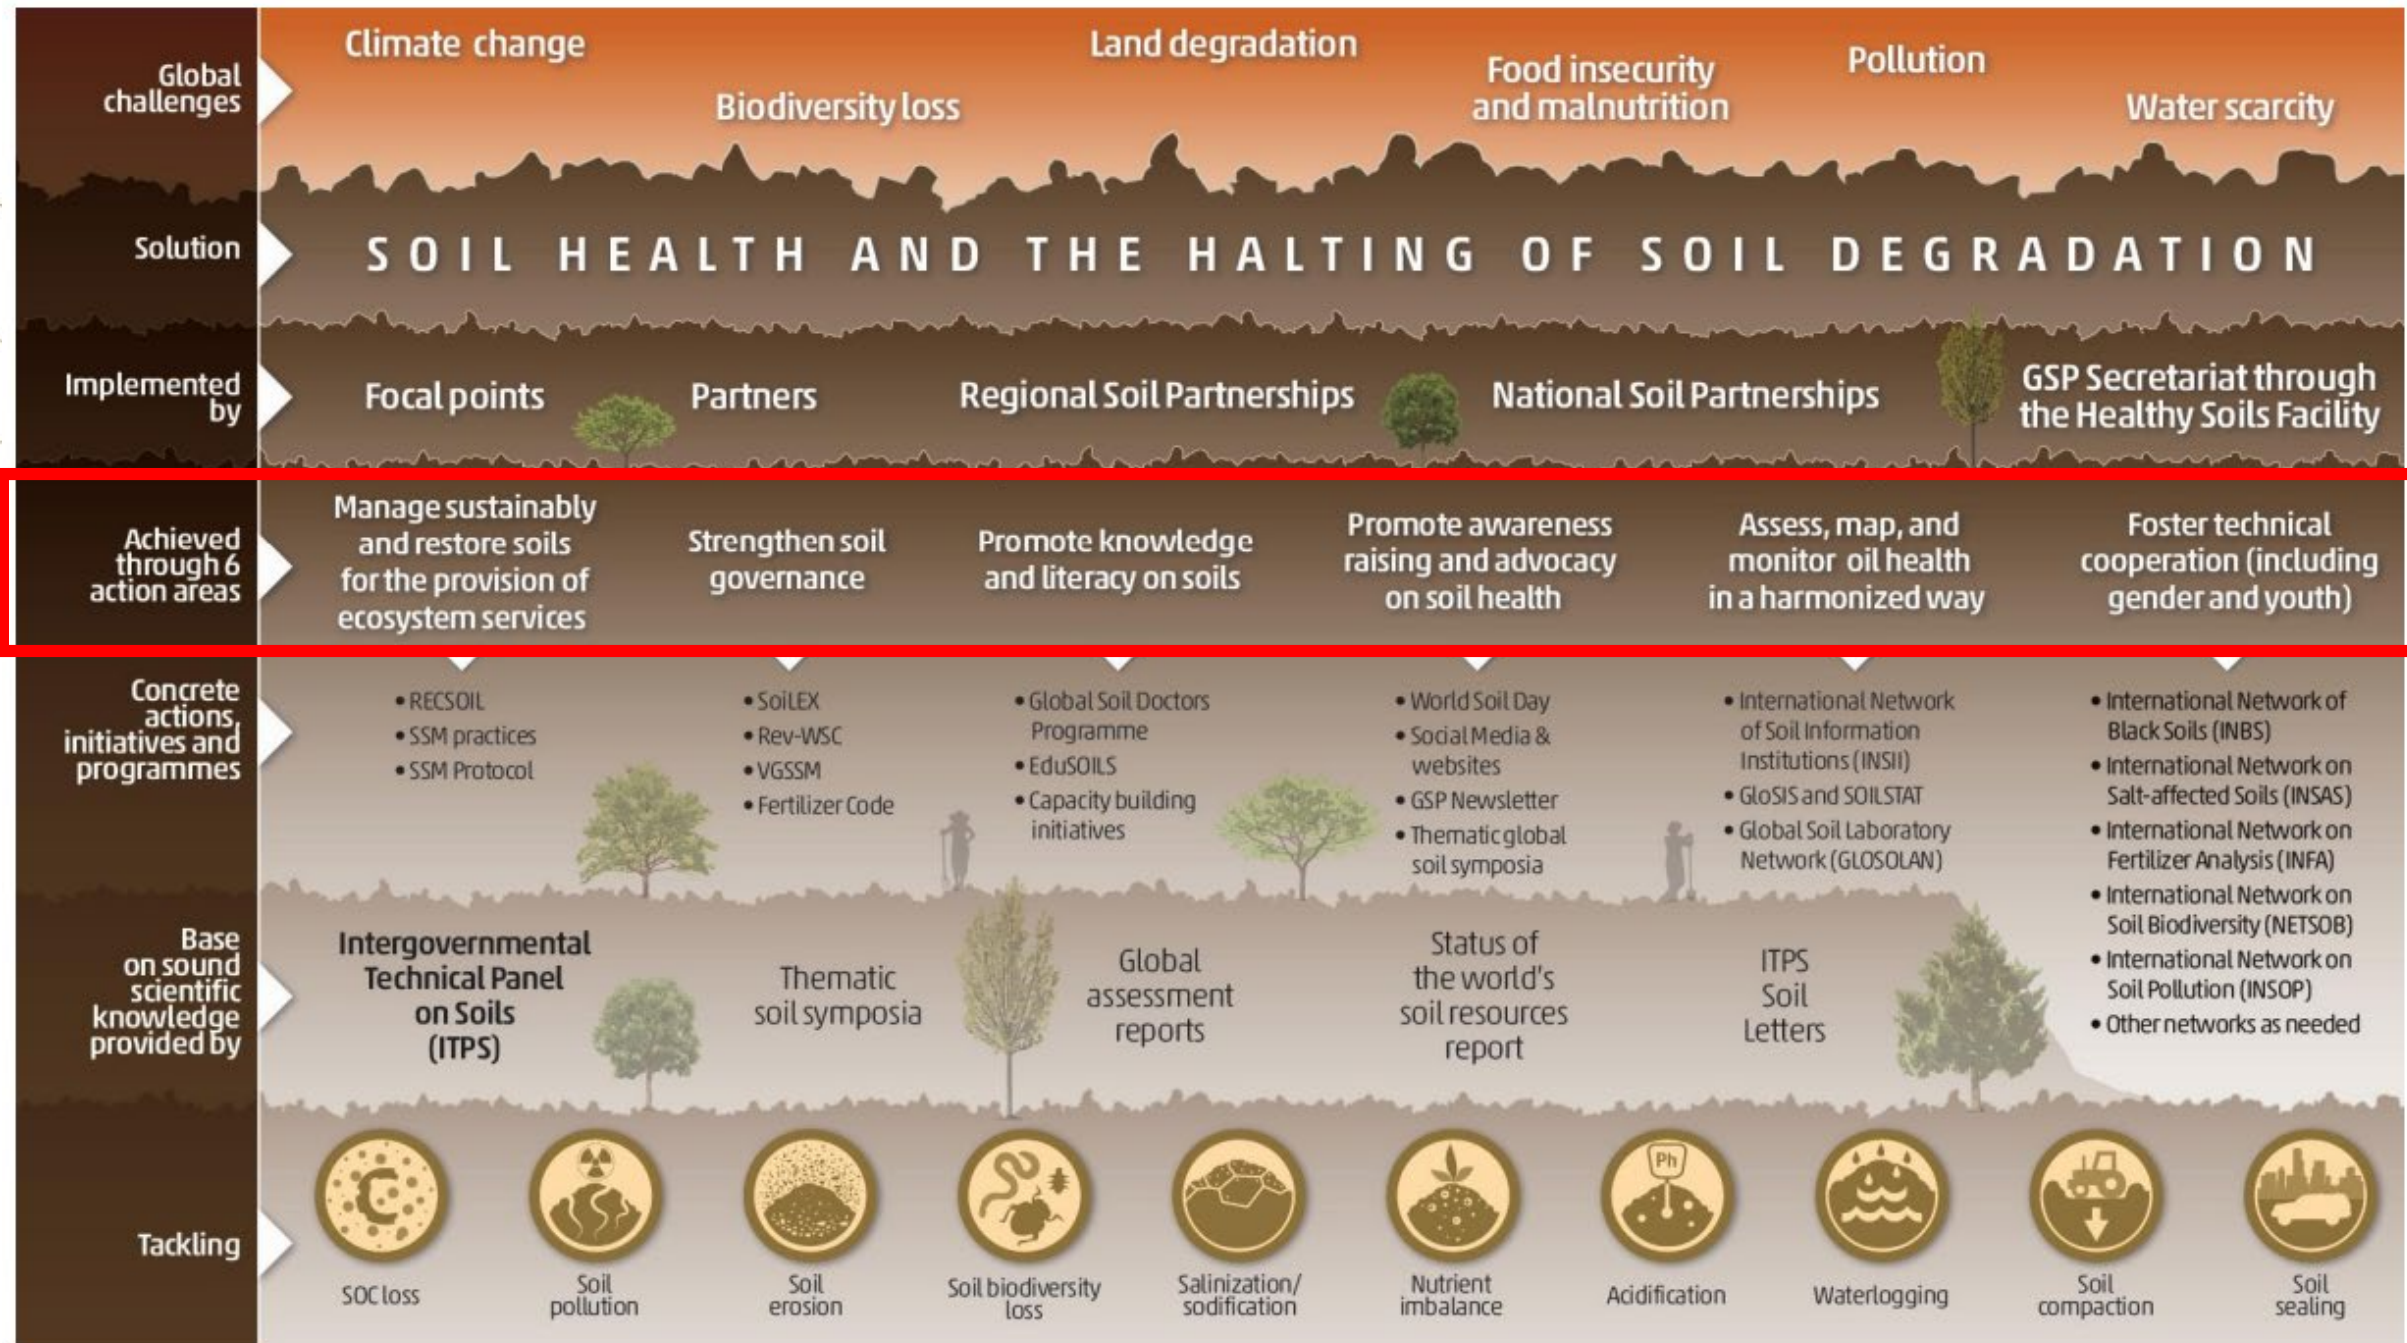 Global
challenges
Climate change
Biodiversity loss
Land degradation
Food insecurity
and malnutrition
Pollution
Water scarcity
Solution
SOIL HEALTH AND THE HALTING OF SOIL DEGRADATION
Implemented
by
Focal points
Partners
Regional Soil Partnerships
National Soil Partnerships
GSP Secretariat through
the Healthy Soils Facility
Achieved
through 6
action areas
Manage sustainably
and restore soils
for the provision of
ecosystem services
Strengthen soil
governance
Promote knowledge
and literacy on soils
Promote awareness
raising and advocacy
on soil health
Assess, map, and
monitor oil health
in a harmonized way
Foster technical
cooperation (including
gender and youth)
Concrete
actions,
initiatives and
programmes
• RECSOIL
• SSM practices
• SSM Protocol
• SoiLEX
• Rev-WSC
• VGSSM
• Fertilizer Code
• Global Soil Doctors
Programme
• EduSOILS
• Capacity building
initiatives
• World Soil Day
• Social Media &
websites
• GSP Newsletter
• Thematic global
soil symposia
• International Network
of Soil Information
Institutions (INSII)
• GloSIS and SOILSTAT
• Global Soil Laboratory
Network (GLOSOLAN)
• International Network of
Black Soils (INBS)
• International Network on
Salt-affected Soils (INSAS)
• International Network on
Fertilizer Analysis (INFA)
• International Network on
Soil Biodiversity (NETSOB)
• International Network on
Soil Pollution (INSOP)
• Other networks as needed
Base
on sound
scientific
knowledge
provided by
Intergovernmental
Technical Panel
on Soils
(ITPS)
Thematic
soil symposia
Global
assessment
reports
Status of
the world's
soil resources
report
ITPS
Soil
Letters
Tackling
C
SOC loss
Soil
pollution
Soil
erosion
Soil biodiversity
loss
Salinization/
sodification
Nutrient
imbalance
Ph
Acidification
Waterlogging
Soil
compaction
Soil
sealing